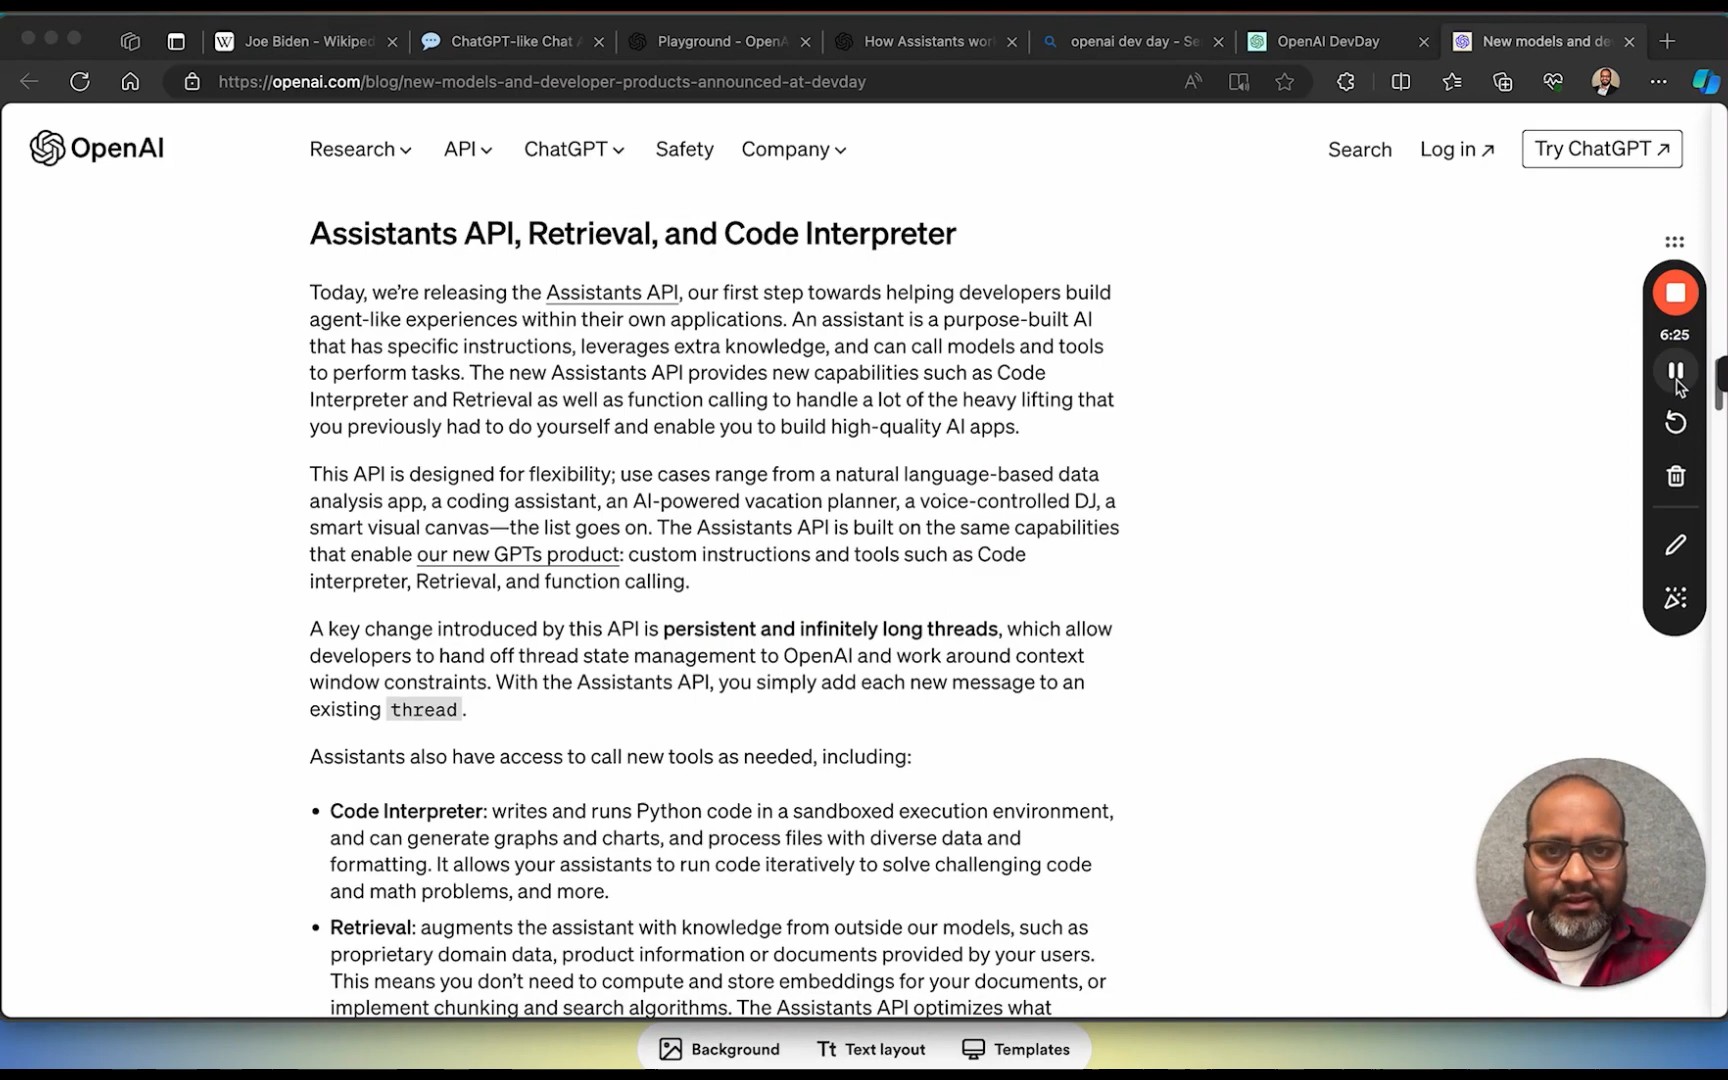 Joe Biden - Wikiped
ChatGPT-like Chat A
Playground - OpenA
How Assistants wor
openai dev day - Se
OpenAI DevDay
New models and de
https://openai.com/blog/new-models-and-developer-products-announced-at-devday
OpenAI
Research
API
ChatGPT
Safety
Company
Search
Log in ↗
Try ChatGPT ↗
Assistants API, Retrieval, and Code Interpreter
Today, we’re releasing the Assistants API, our first step towards helping developers build
agent-like experiences within their own applications. An assistant is a purpose-built AI
that has specific instructions, leverages extra knowledge, and can call models and tools
to perform tasks. The new Assistants API provides new capabilities such as Code
Interpreter and Retrieval as well as function calling to handle a lot of the heavy lifting that
you previously had to do yourself and enable you to build high-quality AI apps.
This API is designed for flexibility; use cases range from a natural language-based data
analysis app, a coding assistant, an AI-powered vacation planner, a voice-controlled DJ, a
smart visual canvas—the list goes on. The Assistants API is built on the same capabilities
that enable our new GPTs product: custom instructions and tools such as Code
interpreter, Retrieval, and function calling.
A key change introduced by this API is persistent and infinitely long threads, which allow
developers to hand off thread state management to OpenAI and work around context
window constraints. With the Assistants API, you simply add each new message to an
existing thread.
Assistants also have access to call new tools as needed, including:
• Code Interpreter: writes and runs Python code in a sandboxed execution environment,
and can generate graphs and charts, and process files with diverse data and
formatting. It allows your assistants to run code iteratively to solve challenging code
and math problems, and more.
• Retrieval: augments the assistant with knowledge from outside our models, such as
proprietary domain data, product information or documents provided by your users.
This means you don’t need to compute and store embeddings for your documents, or
implement chunking and search algorithms. The Assistants API optimizes what
6:25
Background
Tt Text layout
Templates